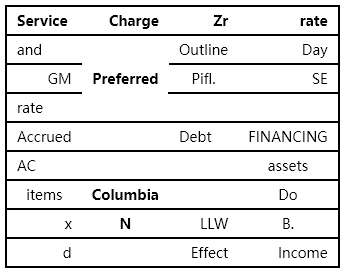 Service Charge Zr rate
and Outline Day
GM Preferred Pifl. SE
rate
Accrued Debt FINANCING
AC assets
items Columbia Do
x N LLW B.
d Effect Income